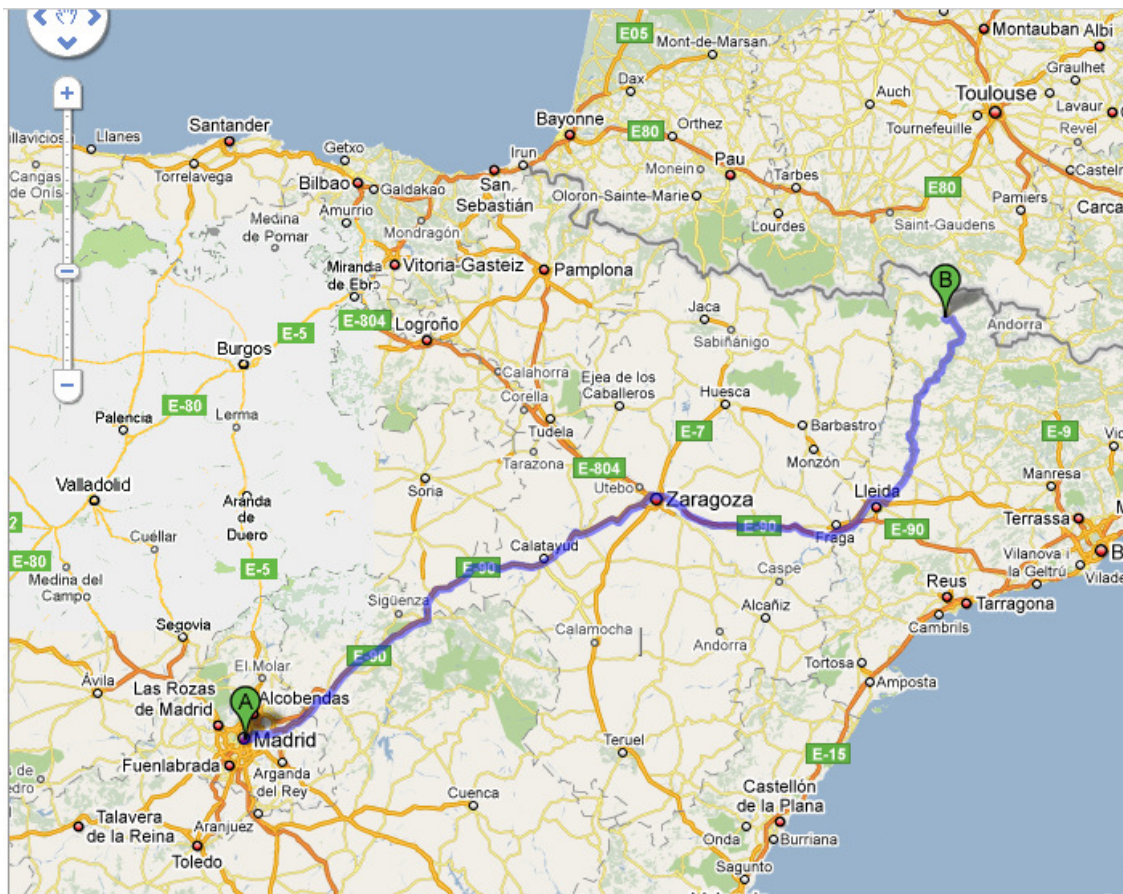 E05
Mont-de-Marsan
Montauban
Albi
Dax
Graulhet
Auch
Toulouse
Lavaur
Tournefeuille
Revel
Santander
Bayonne
E80
Orthez
Llanes
Getxo
Irun
Monein
Pau
Cangas
de Onís
Torrelavega
Bilbao
Galdakao
San
Sebastián
Oloron-Sainte-Marie
Tarbes
E80
Pamiers
Medina
de Pomar
Amurrio
Mondragón
Lourdes
Saint-Gaudens
Vitoria-Gasteiz
Pamplona
Miranda
de Ebro
B
E-5
E-804
Logroño
Jaca
Sabiñánigo
Andorra
Burgos
Calahorra
Ejea de los
Caballeros
Huesca
Palencia
E-80
Lerma
Corella
Tudela
E-7
Barbastro
E-9
Tarazona
E-804
Monzón
Manresa
Valladolid
Soria
Utebo
Zaragoza
Lleida
Aranda
de Duero
E-90
Fraga
E-90
Terrassa
Cuéllar
Calatayud
Vilanova i
la Geltrú
E-80
E-5
E-90
Caspe
Medina del
Campo
Sigüenza
Alcañiz
Reus
Tarragona
Segovia
Calamocha
Andorra
Cambrils
El Molar
E-90
Tortosa
Ávila
Las Rozas
de Madrid
A
Alcobendas
Amposta
Madrid
Teruel
E-15
Fuenlabrada
Arganda
del Rey
Castellón
de la Plana
Talavera
de la Reina
Aranjuez
Cuenca
Onda
Burriana
Toledo
Sagunto